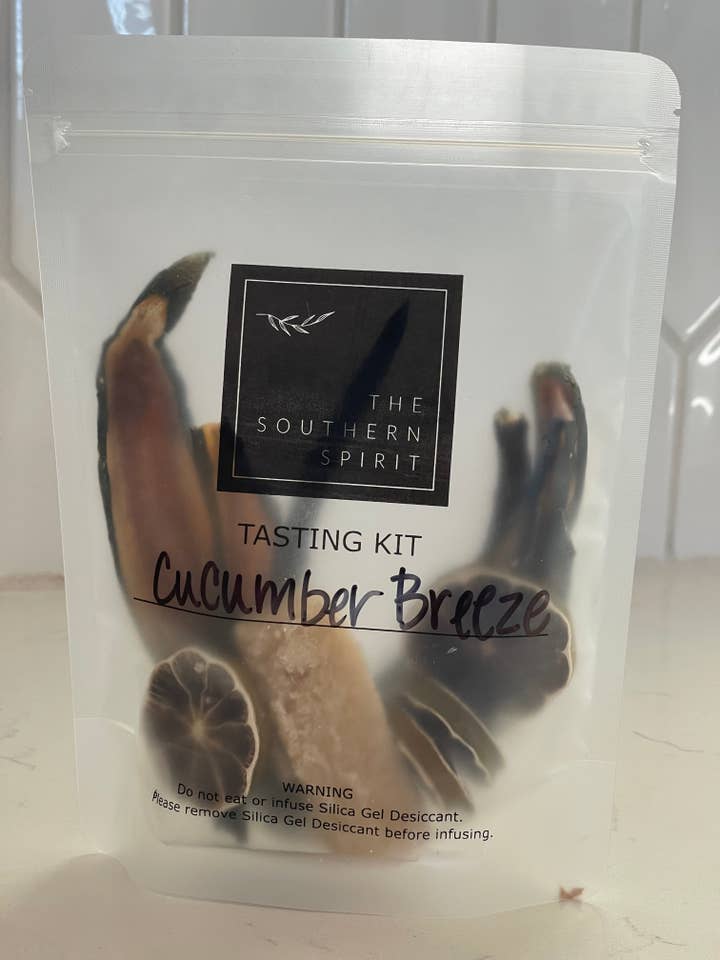 THE
SOUTHERN
SPIRIT
TASTING KIT
Cucumber Breeze
WARNING
Do not eat or infuse Silica Gel Desiccant.
Please remove Silica Gel Desiccant before infusing.